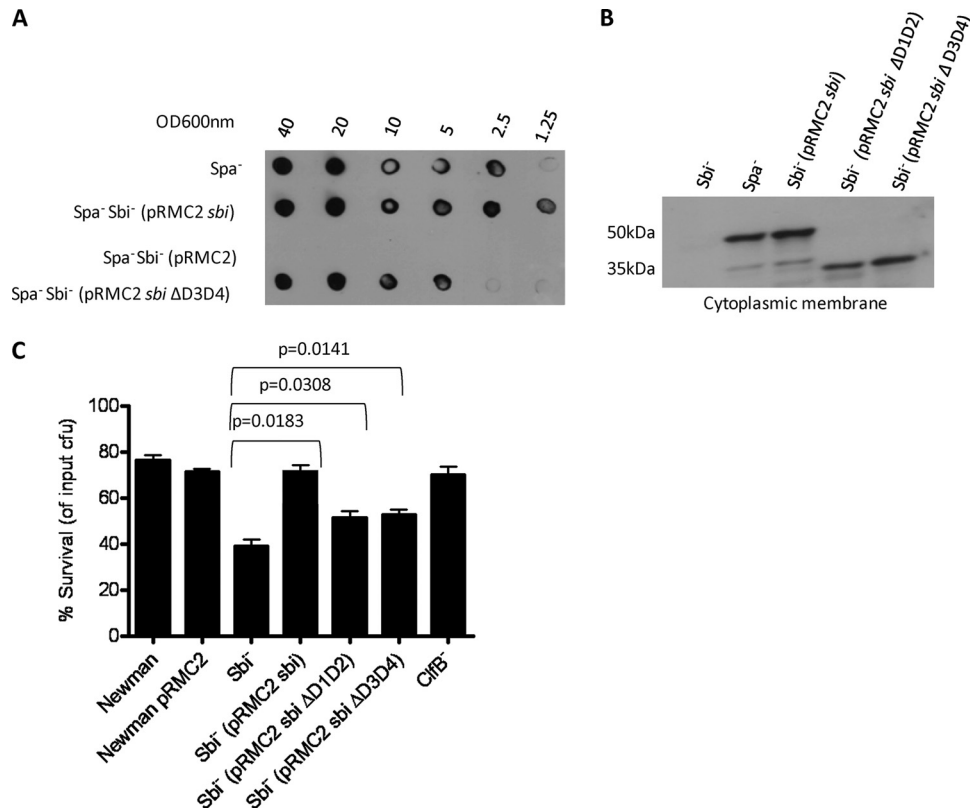 A
OD600nm 40 20 10 5 2.5 1.25
Spa⁻
Spa⁻ Sbi⁻ (pRMC2 sbi)
Spa⁻ Sbi⁻ (pRMC2)
Spa⁻ Sbi⁻ (pRMC2 sbi ΔD3D4)
B
Sbi⁻
Spa⁻
Sbi⁻ (pRMC2 sbi)
Sbi⁻ (pRMC2 sbi ΔD1D2)
Sbi⁻ (pRMC2 sbi Δ D3D4)
50kDa
35kDa
Cytoplasmic membrane
C
p=0.0141
p=0.0308
p=0.0183
% Survival (of input cfu)
100
80
60
40
20
0
Newman
Newman pRMC2
Sbi⁻
Sbi⁻ (pRMC2 sbi)
Sbi⁻ (pRMC2 sbi ΔD1D2)
Sbi⁻ (pRMC2 sbi ΔD3D4)
ClfB⁻